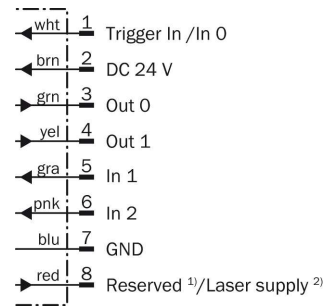 wht 1 Trigger In /In 0
brn 2 DC 24 V
grn 3 Out 0
yel 4 Out 1
gra 5 In 1
pnk 6 In 2
blu 7 GND
red 8 Reserved 1)/Laser supply 2)